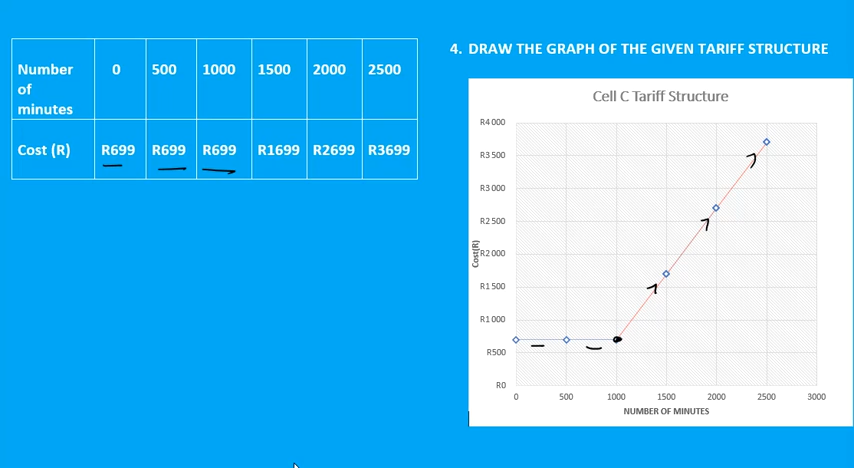 4. DRAW THE GRAPH OF THE GIVEN TARIFF STRUCTURE
Number of minutes 0 500 1000 1500 2000 2500
Cost (R) R699 R699 R699 R1699 R2699 R3699
Cell C Tariff Structure
R4 000
R3 500
R3 000
R2 500
R2 000
R1 500
R1 000
R500
R0
Cost(R)
0 500 1000 1500 2000 2500 3000
NUMBER OF MINUTES